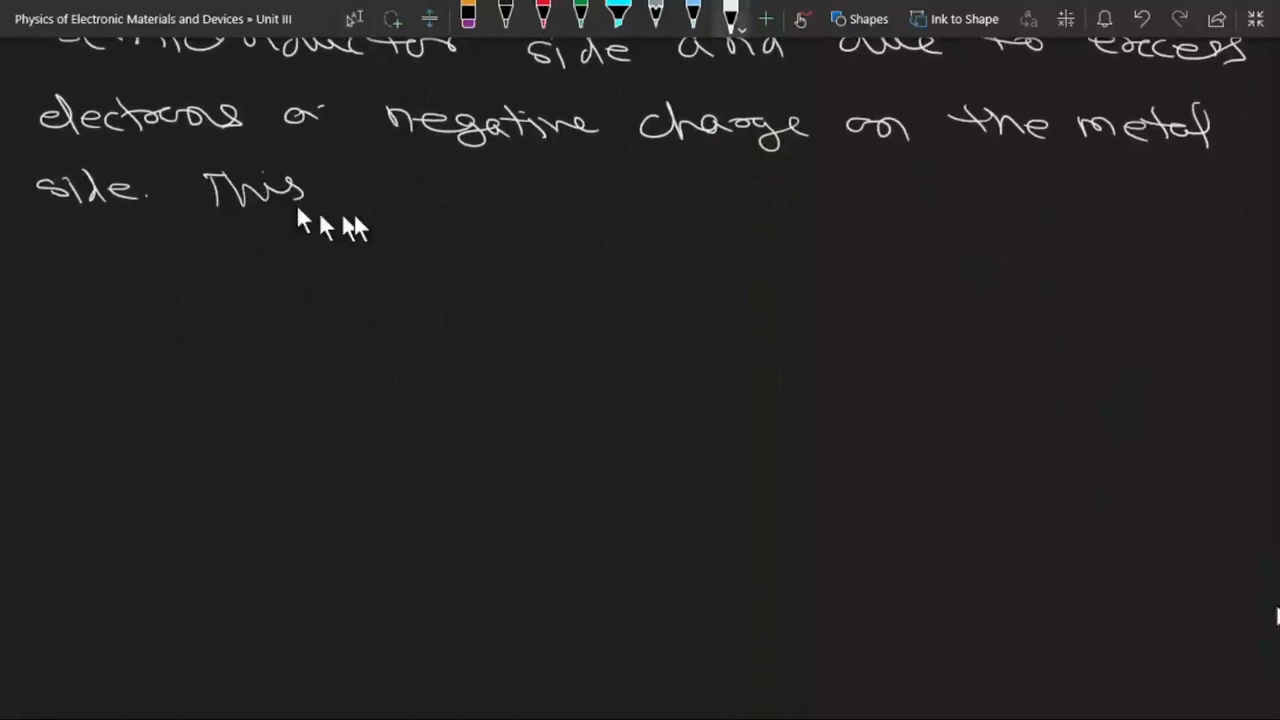 Physics of Electronic Materials and Devices » Unit III
Shapes
Ink to Shape
semiconductor side and due to excess
electrons or negative charge on the metal
side. This